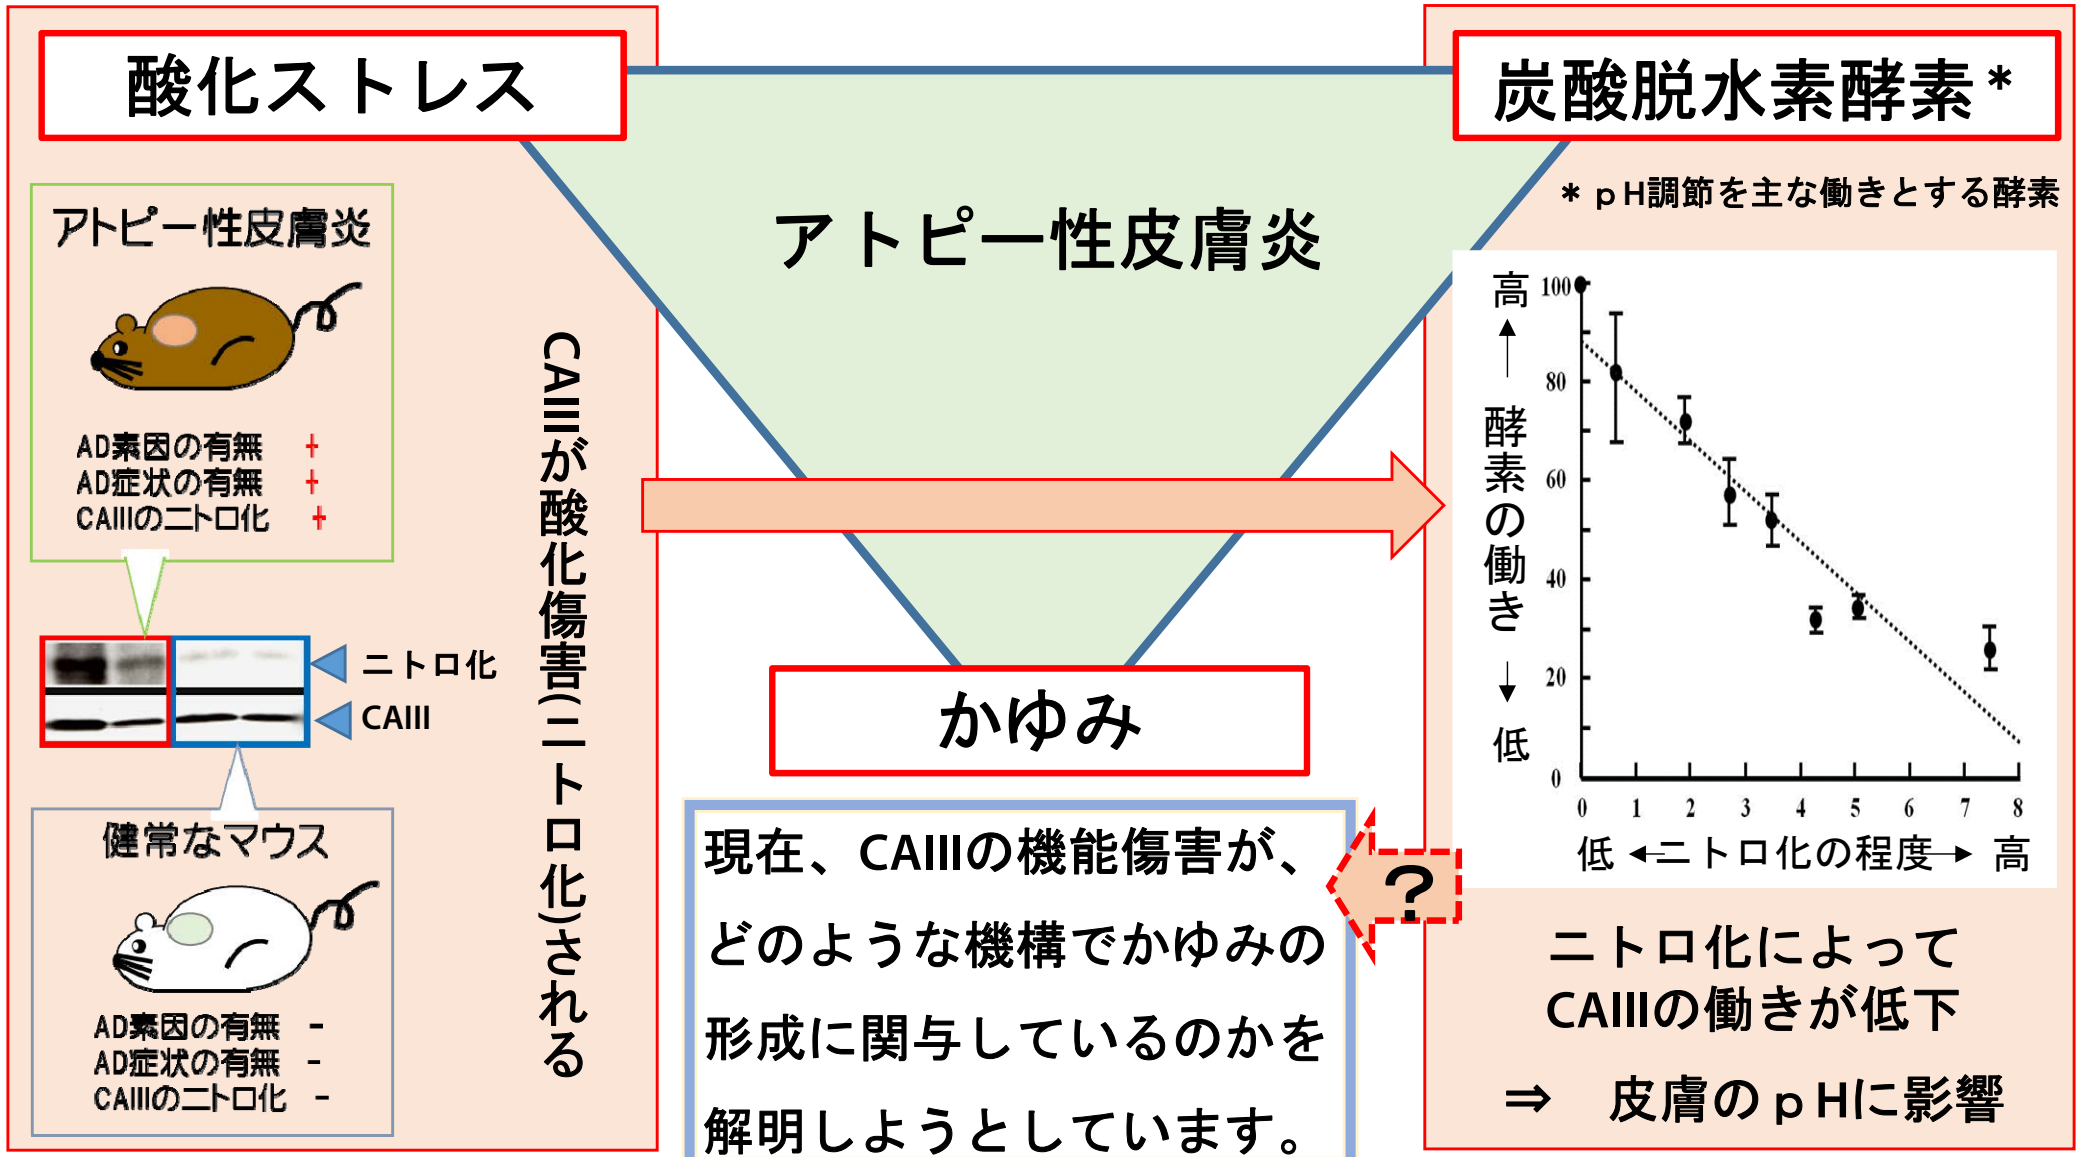 酸化ストレス
アトピー性皮膚炎
AD素因の有無 +
AD症状の有無 +
CAIIIのニトロ化 +
ニトロ化
CAIII
健常なマウス
AD素因の有無 -
AD症状の有無 -
CAIIIのニトロ化 -
CAIIIが酸化傷害(ニトロ化)される
アトピー性皮膚炎
かゆみ
現在、CAIIIの機能傷害が、
どのような機構でかゆみの
形成に関与しているのかを
解明しようとしています。
?
炭酸脱水素酵素*
*pH調節を主な働きとする酵素
高 ↑ 酵素の働き ↓ 低
100
80
60
40
20
0
0 1 2 3 4 5 6 7 8
低 ←ニトロ化の程度→ 高
ニトロ化によって
CAIIIの働きが低下
⇒ 皮膚のpHに影響